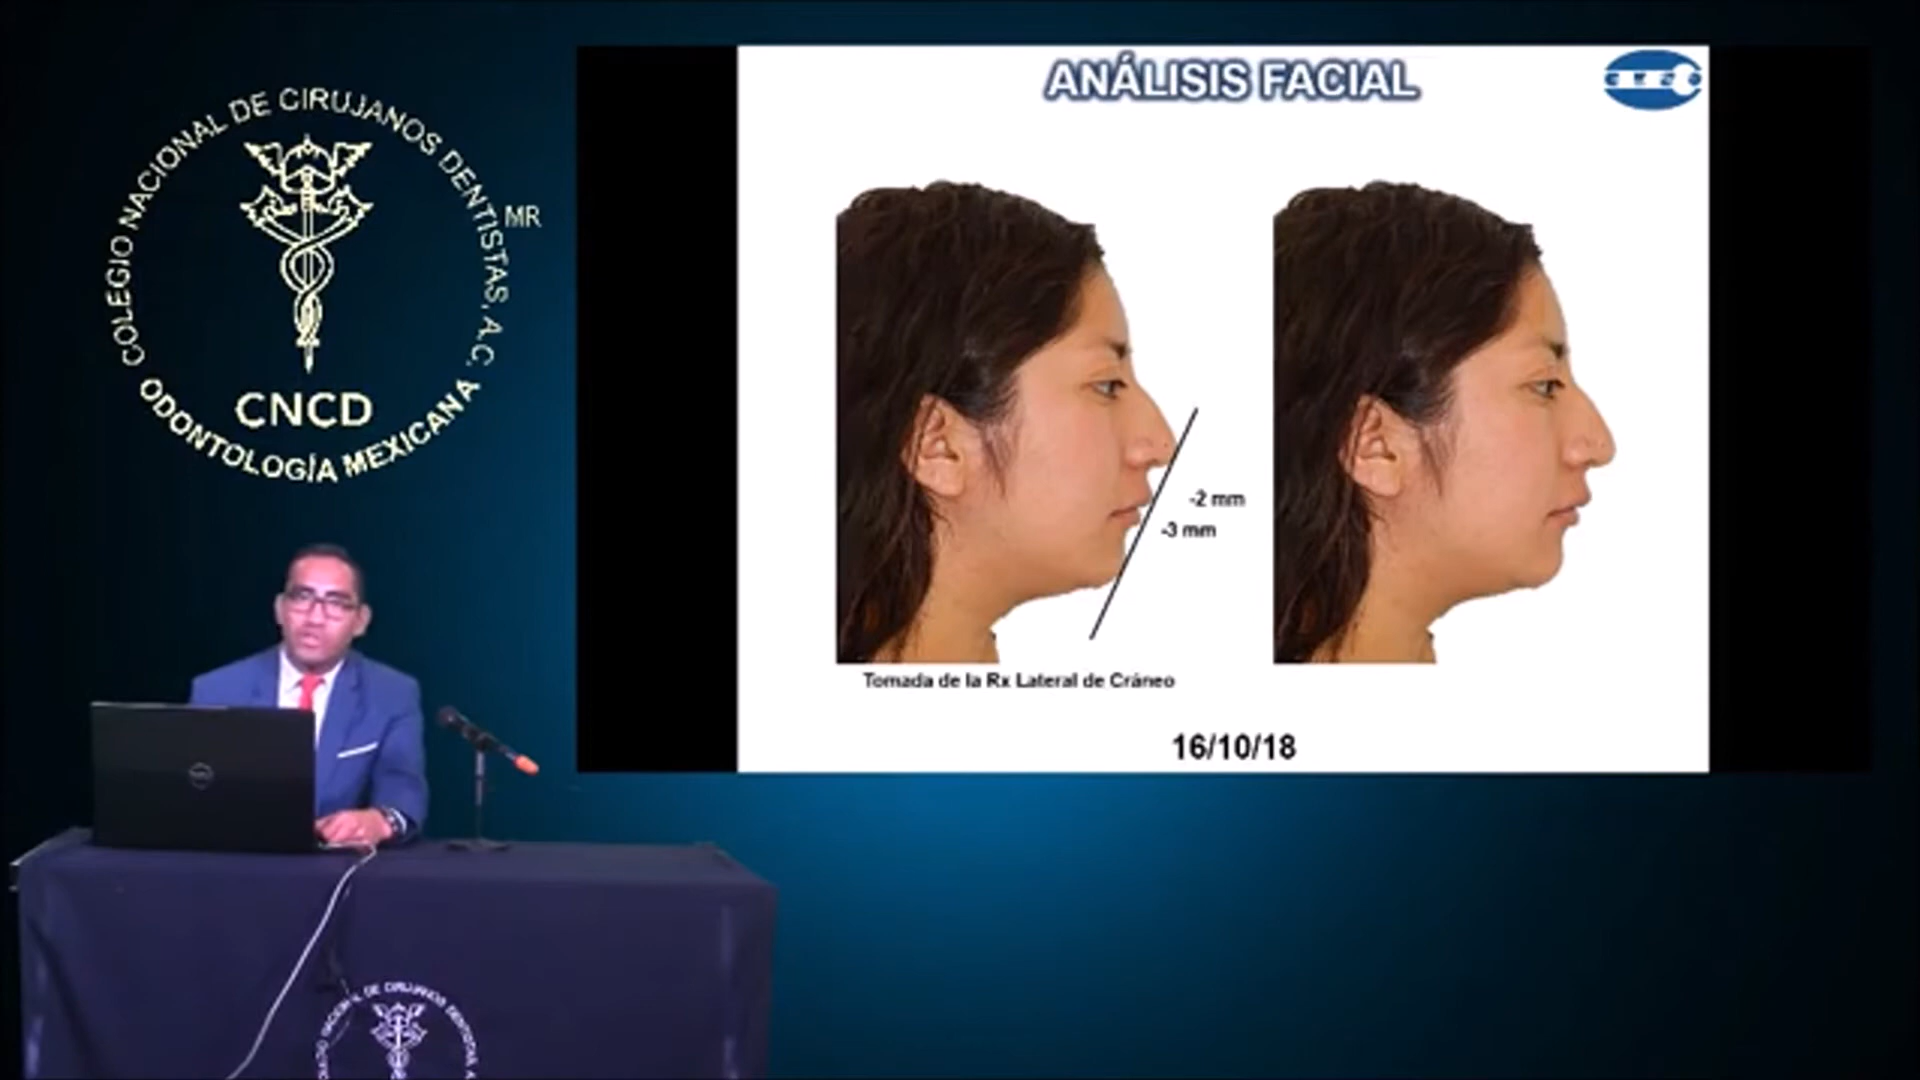 COLEGIO NACIONAL DE CIRUJANOS DENTISTAS, A.C.
MR
CNCD
ODONTOLOGÍA MEXICANA
ANÁLISIS FACIAL
-2 mm
-3 mm
Tomada de la Rx Lateral de Cráneo
16/10/18